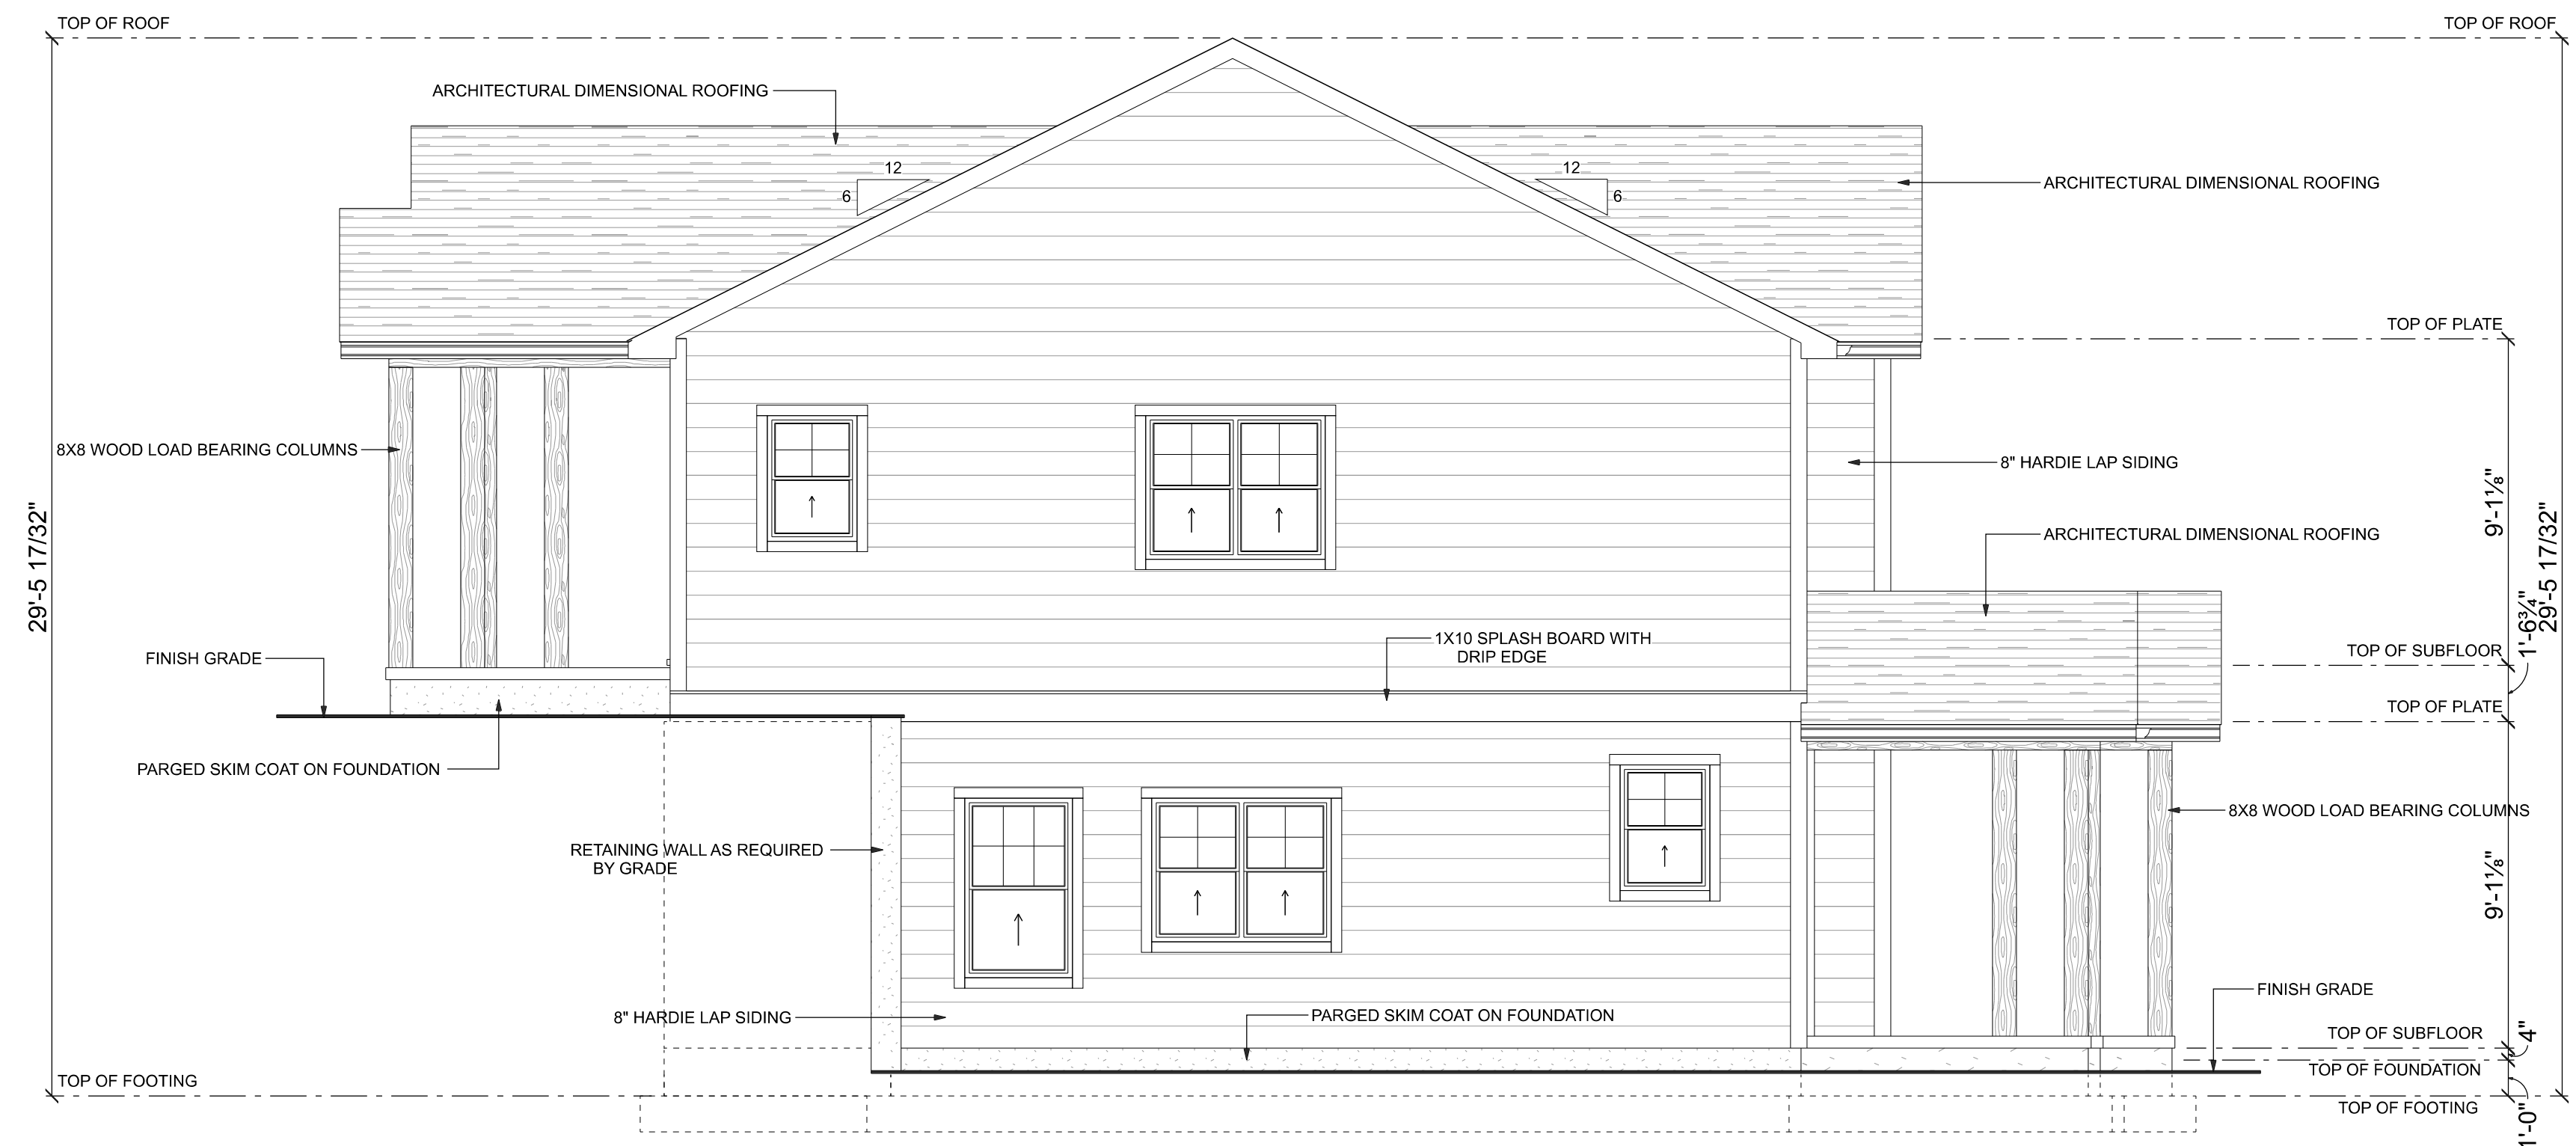 TOP OF ROOF
TOP OF ROOF
ARCHITECTURAL DIMENSIONAL ROOFING
12
6
12
6
ARCHITECTURAL DIMENSIONAL ROOFING
TOP OF PLATE
8X8 WOOD LOAD BEARING COLUMNS
8" HARDIE LAP SIDING
9'-1⅛"
29'-5 17/32"
29'-5 17/32"
ARCHITECTURAL DIMENSIONAL ROOFING
1'-6¾"
1X10 SPLASH BOARD WITH
DRIP EDGE
FINISH GRADE
TOP OF SUBFLOOR
TOP OF PLATE
PARGED SKIM COAT ON FOUNDATION
8X8 WOOD LOAD BEARING COLUMNS
RETAINING WALL AS REQUIRED
BY GRADE
9'-1⅛"
FINISH GRADE
8" HARDIE LAP SIDING
PARGED SKIM COAT ON FOUNDATION
TOP OF SUBFLOOR
4"
TOP OF FOUNDATION
TOP OF FOOTING
TOP OF FOOTING
1'-0"